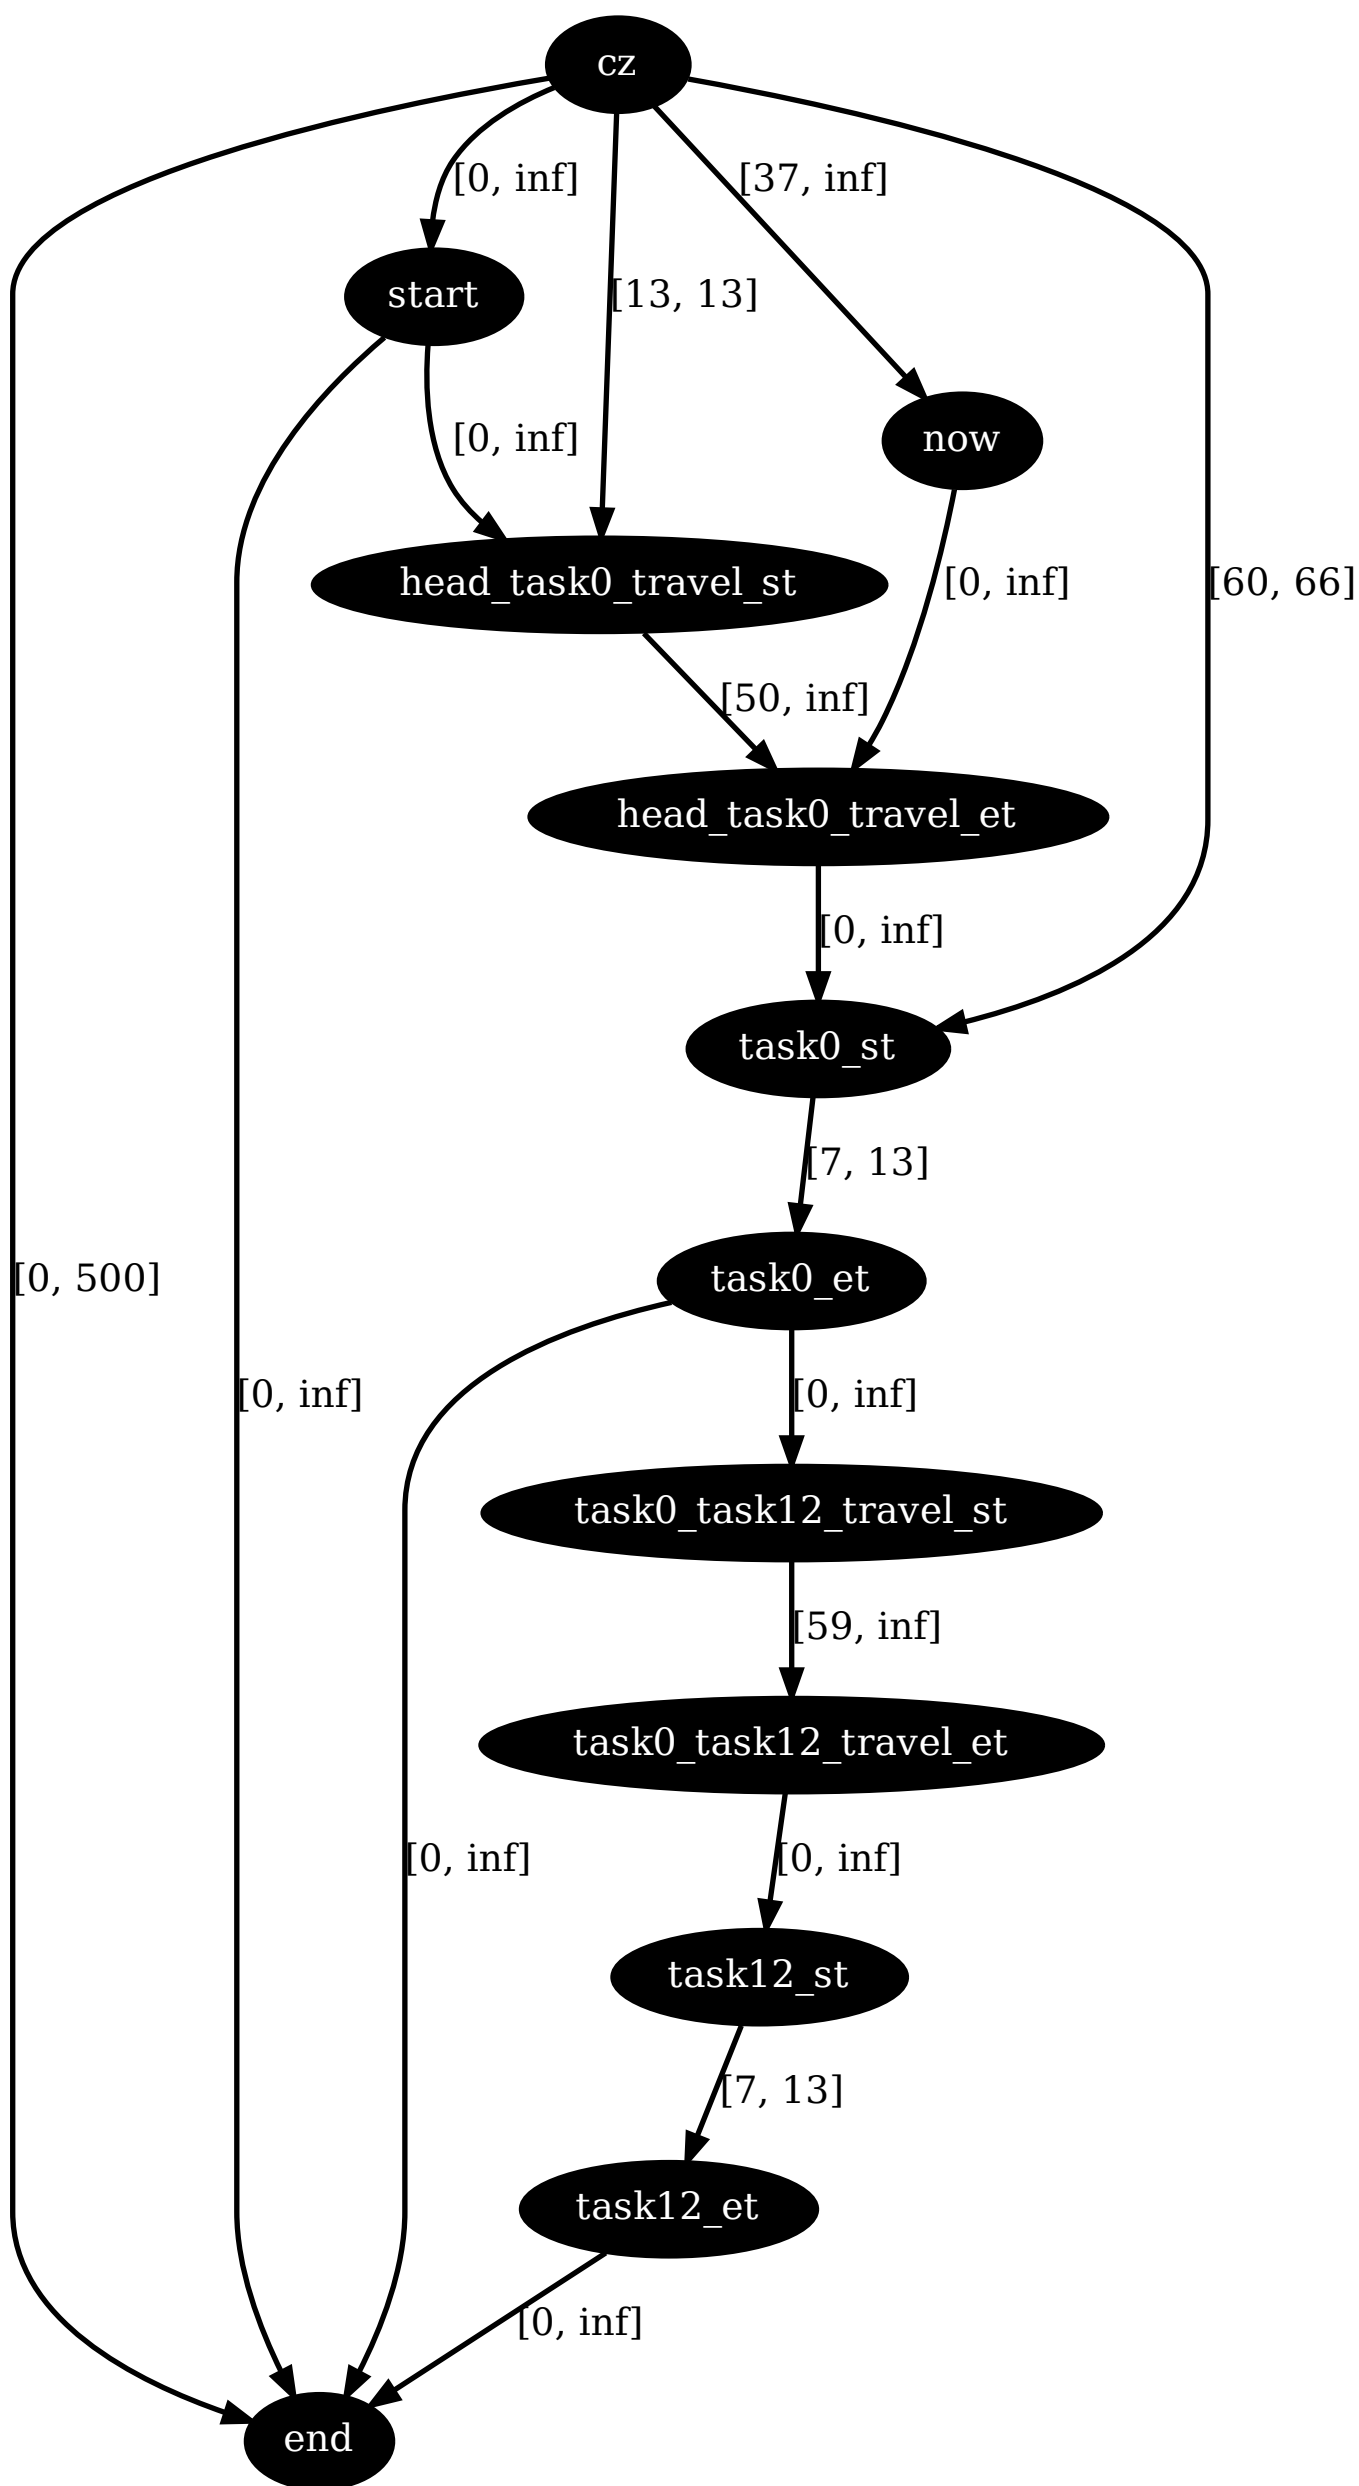 cz
[0, inf]
[37, inf]
start
[13, 13]
now
[0, inf]
head_task0_travel_st
[0, inf]
[60, 66]
[50, inf]
head_task0_travel_et
[0, inf]
task0_st
[7, 13]
[0, 500]
task0_et
[0, inf]
[0, inf]
task0_task12_travel_st
[59, inf]
task0_task12_travel_et
[0, inf]
[0, inf]
task12_st
[7, 13]
task12_et
[0, inf]
end